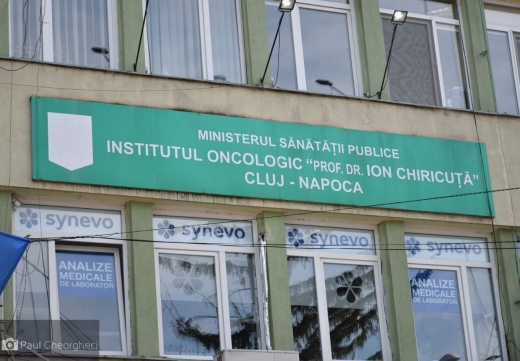 MINISTERUL SĂNĂTĂȚII PUBLICE
INSTITUTUL ONCOLOGIC "PROF. DR. ION CHIRICUȚĂ"
CLUJ - NAPOCA
synevo
synevo
synevo
synevo
ANALIZE
MEDICALE
DE LABORATOR
ANALIZE
MEDICALE
DE LABORATOR
Paul Gheorgheci